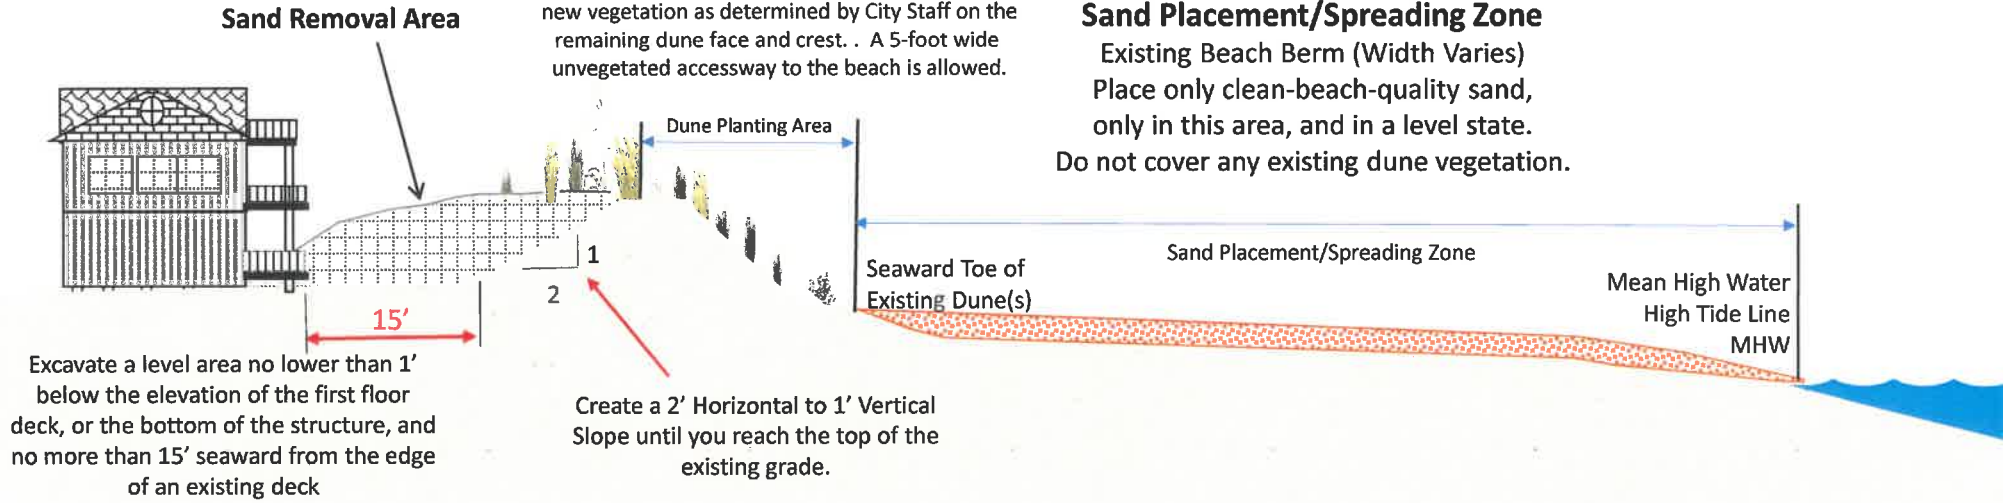 Sand Removal Area
new vegetation as determined by City Staff on the
remaining dune face and crest. . A 5-foot wide
unvegetated accessway to the beach is allowed.
Sand Placement/Spreading Zone
Existing Beach Berm (Width Varies)
Place only clean-beach-quality sand,
only in this area, and in a level state.
Do not cover any existing dune vegetation.
Dune Planting Area
Sand Placement/Spreading Zone
1
2
Seaward Toe of
Existing Dune(s)
Mean High Water
High Tide Line
MHW
15'
Excavate a level area no lower than 1'
below the elevation of the first floor
deck, or the bottom of the structure, and
no more than 15' seaward from the edge
of an existing deck
Create a 2' Horizontal to 1' Vertical
Slope until you reach the top of the
existing grade.